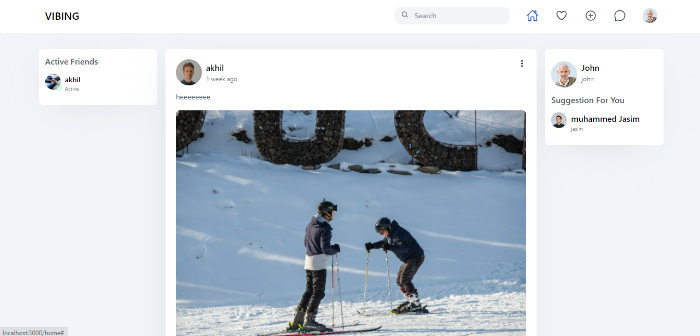 VIBING
Search
Active Friends
akhil
Active
akhil
1 week ago
heeeeeeee
John
john
Suggestion For You
muhammed Jasim
jasim
localhost:3000/home#